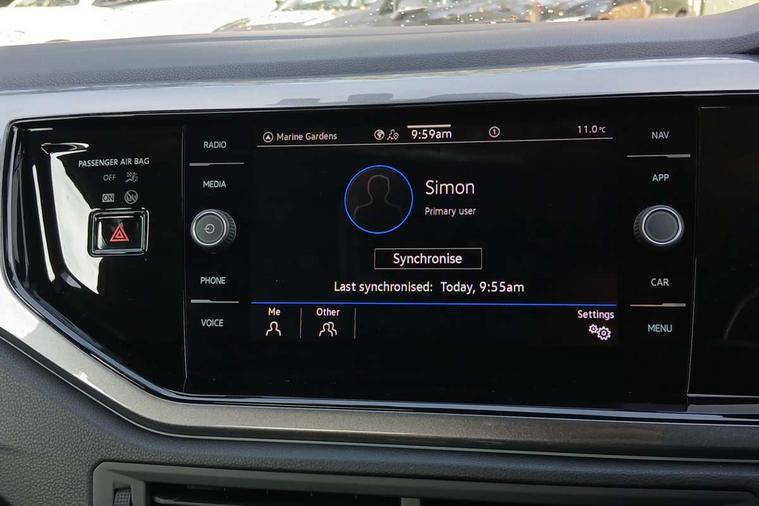 Marine Gardens 9:59am 1 11.0°C
RADIO
NAV
PASSENGER AIR BAG
OFF
ON
MEDIA
APP
Simon
Primary user
Synchronise
Last synchronised: Today, 9:55am
PHONE
CAR
Me Other Settings
VOICE
MENU